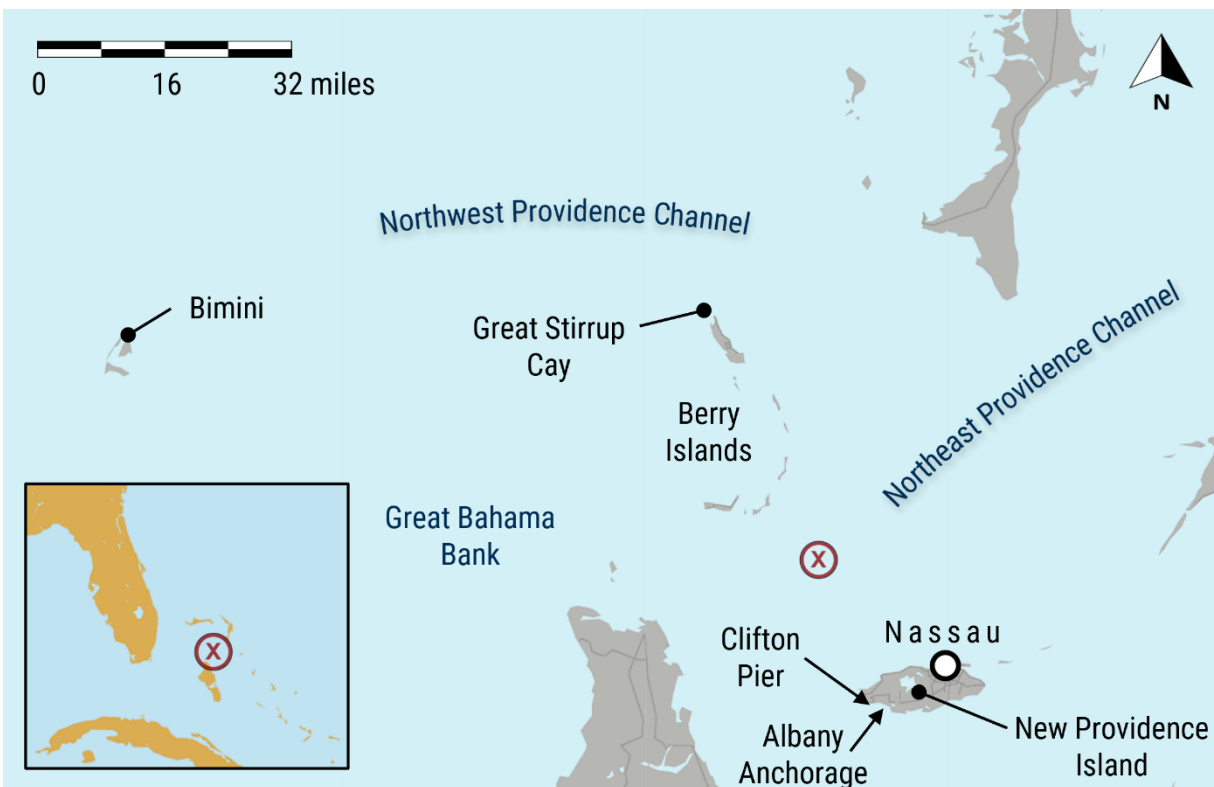 0 16 32 miles
N
Northwest Providence Channel
Bimini
Great Stirrup
Cay
Northeast Providence Channel
Berry
Islands
Great Bahama
Bank
X
X
Clifton
Pier
Nassau
Albany
Anchorage
New Providence
Island